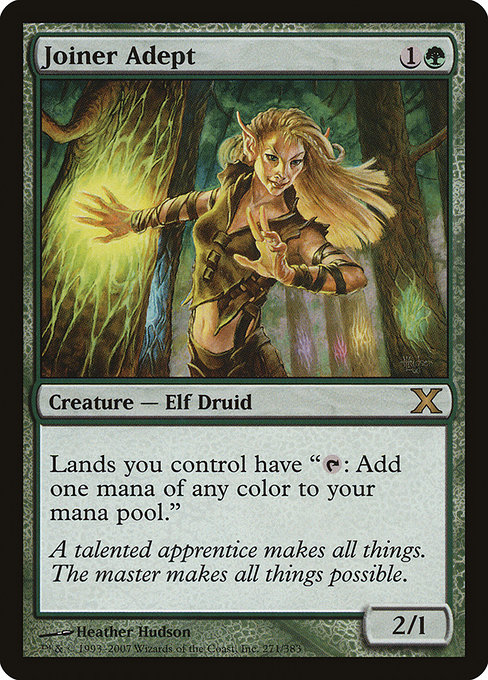 Joiner Adept 1
Creature — Elf Druid X
Lands you control have “: Add
one mana of any color to your
mana pool.”
A talented apprentice makes all things.
The master makes all things possible.
Heather Hudson
2/1
™ & © 1993–2007 Wizards of the Coast, Inc. 271/383